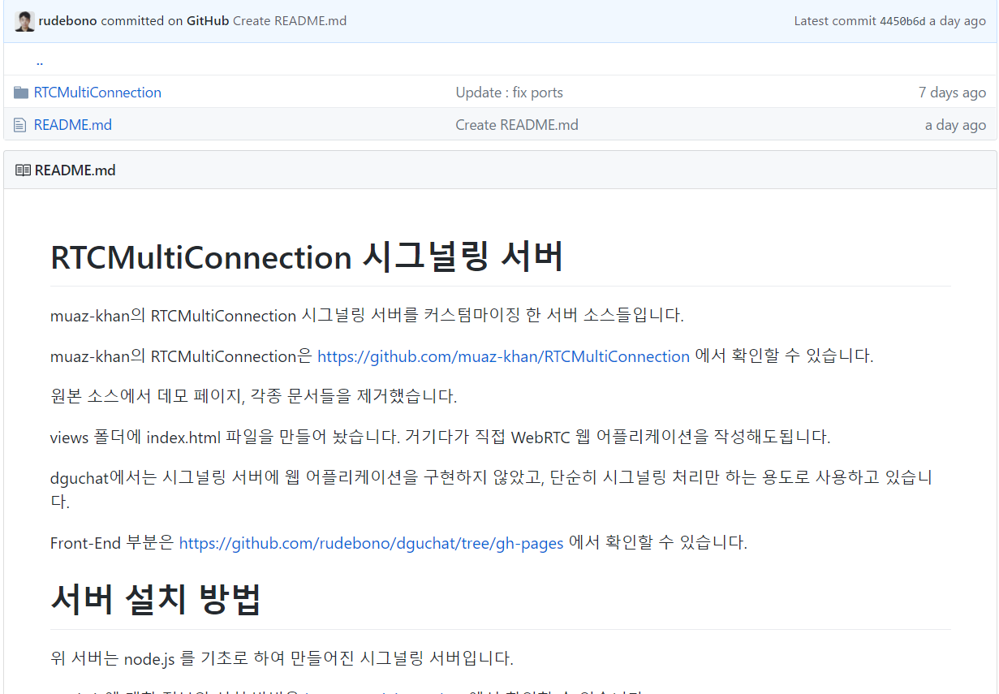 rudebono committed on GitHub Create README.md Latest commit 4450b6d a day ago
..
RTCMultiConnection Update : fix ports 7 days ago
README.md Create README.md a day ago
README.md
RTCMultiConnection 시그널링 서버
muaz-khan의 RTCMultiConnection 시그널링 서버를 커스텀마이징 한 서버 소스들입니다.
muaz-khan의 RTCMultiConnection은 https://github.com/muaz-khan/RTCMultiConnection 에서 확인할 수 있습니다.
원본 소스에서 데모 페이지, 각종 문서들을 제거했습니다.
views 폴더에 index.html 파일을 만들어 놨습니다. 거기다가 직접 WebRTC 웹 어플리케이션을 작성해도됩니다.
dguchat에서는 시그널링 서버에 웹 어플리케이션을 구현하지 않았고, 단순히 시그널링 처리만 하는 용도로 사용하고 있습니
다.
Front-End 부분은 https://github.com/rudebono/dguchat/tree/gh-pages 에서 확인할 수 있습니다.
서버 설치 방법
위 서버는 node.js 를 기초로 하여 만들어진 시그널링 서버입니다.